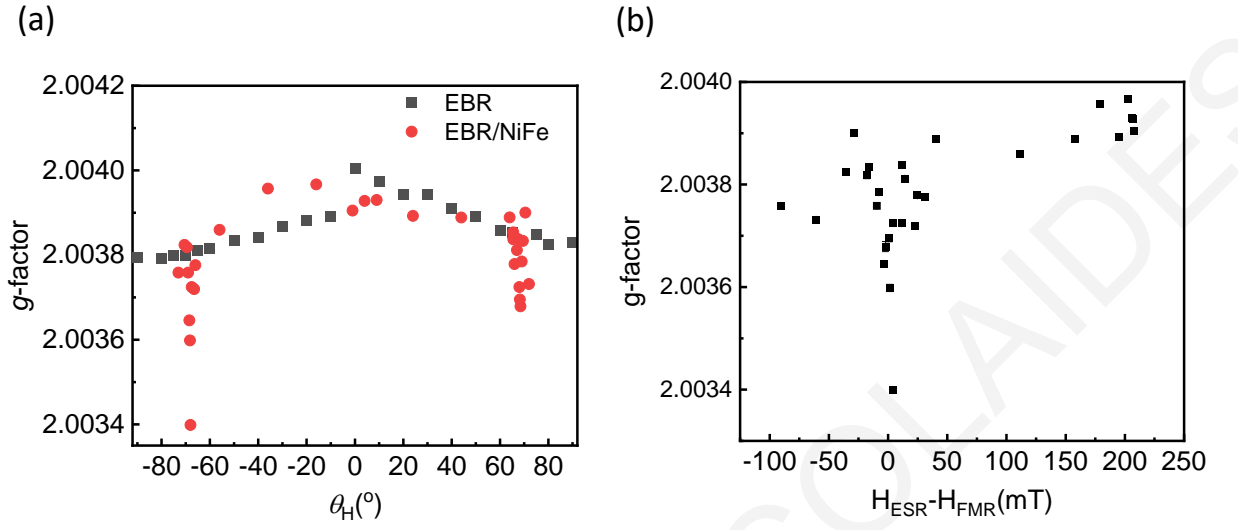 (a)
(b)
2.0042
2.0040
2.0038
2.0036
2.0034
g-factor
EBR
EBR/NiFe
-80 -60 -40 -20 0 20 40 60 80
θH(°)
2.0040
2.0038
2.0036
2.0034
g-factor
-100 -50 0 50 100 150 200 250
HESR-HFMR(mT)
OLAIDES